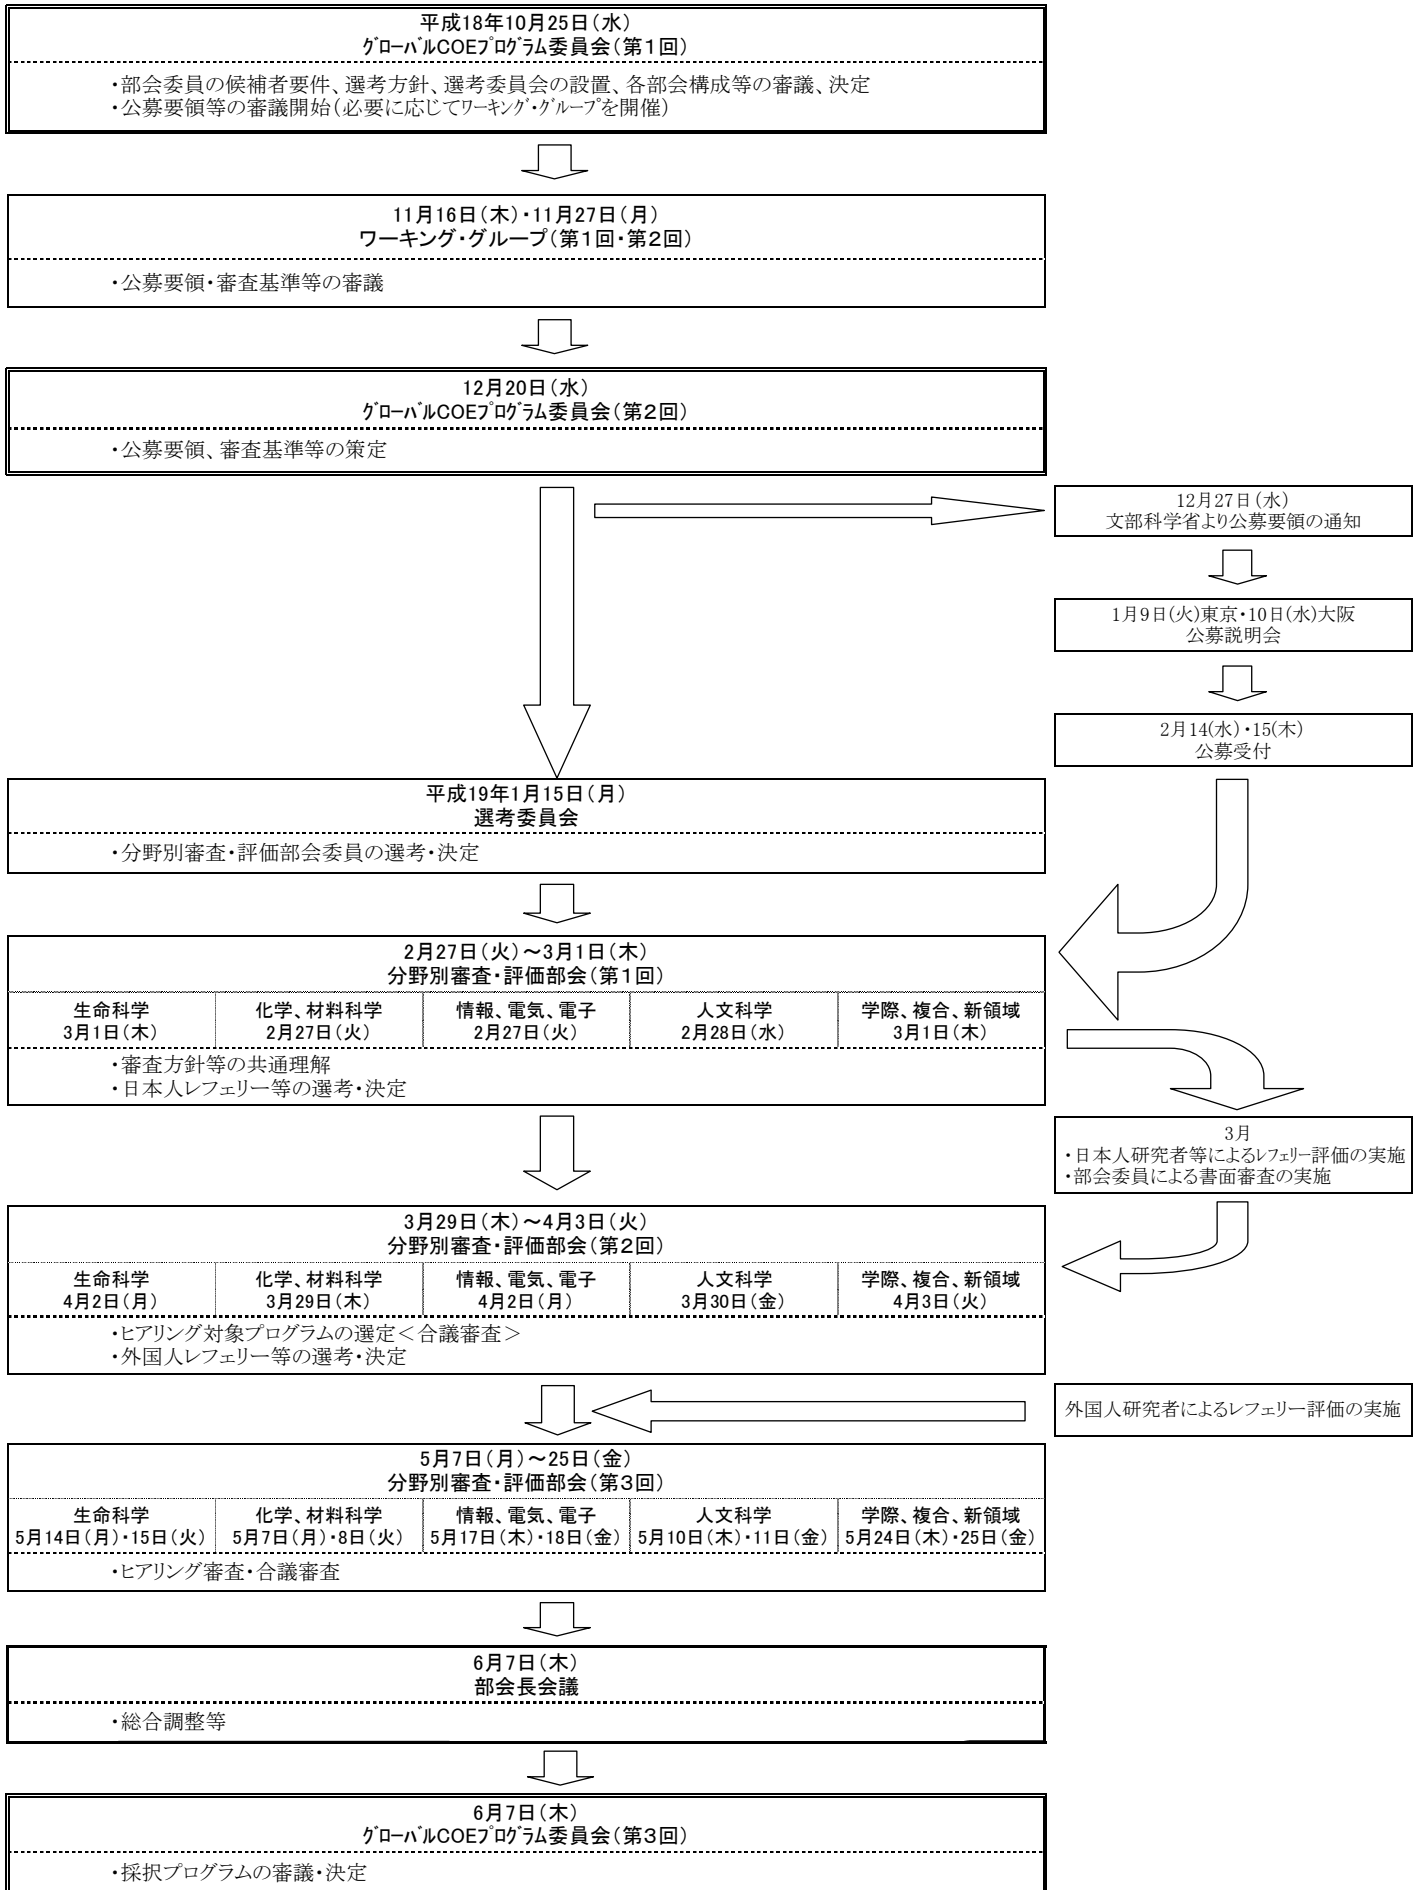 平成18年10月25日(水)
グローバルCOEプログラム委員会(第1回)
・部会委員の候補者要件、選考方針、選考委員会の設置、各部会構成等の審議、決定
・公募要領等の審議開始(必要に応じてワーキング・グループを開催)
11月16日(木)・11月27日(月)
ワーキング・グループ(第1回・第2回)
・公募要領・審査基準等の審議
12月20日(水)
グローバルCOEプログラム委員会(第2回)
・公募要領、審査基準等の策定
12月27日(水)
文部科学省より公募要領の通知
1月9日(火)東京・10日(水)大阪
公募説明会
2月14(水)・15(木)
公募受付
平成19年1月15日(月)
選考委員会
・分野別審査・評価部会委員の選考・決定
2月27日(火)~3月1日(木)
分野別審査・評価部会(第1回)
生命科学 化学、材料科学 情報、電気、電子 人文科学 学際、複合、新領域
3月1日(木) 2月27日(火) 2月27日(火) 2月28日(水) 3月1日(木)
・審査方針等の共通理解
・日本人レフェリー等の選考・決定
3月
・日本人研究者等によるレフェリー評価の実施
・部会委員による書面審査の実施
3月29日(木)~4月3日(火)
分野別審査・評価部会(第2回)
生命科学 化学、材料科学 情報、電気、電子 人文科学 学際、複合、新領域
4月2日(月) 3月29日(木) 4月2日(月) 3月30日(金) 4月3日(火)
・ヒアリング対象プログラムの選定<合議審査>
・外国人レフェリー等の選考・決定
外国人研究者によるレフェリー評価の実施
5月7日(月)~25日(金)
分野別審査・評価部会(第3回)
生命科学 化学、材料科学 情報、電気、電子 人文科学 学際、複合、新領域
5月14日(月)・15日(火) 5月7日(月)・8日(火) 5月17日(木)・18日(金) 5月10日(木)・11日(金) 5月24日(木)・25日(金)
・ヒアリング審査・合議審査
6月7日(木)
部会長会議
・総合調整等
6月7日(木)
グローバルCOEプログラム委員会(第3回)
・採択プログラムの審議・決定